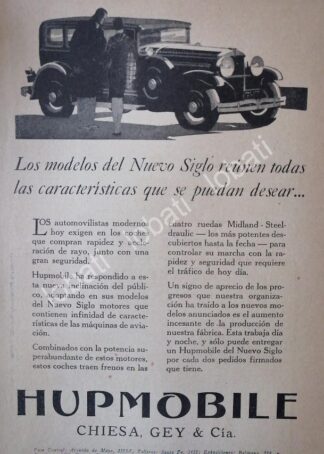 Los modelos del Nuevo Siglo reunen todas
las características que se puedan desear...
LOS automovilistas modernos
hoy exigen en los coches
que compran rapidez y ace-
leración de rayo, junto con una
gran seguridad.
Hupmobile ha respondido a esta
nueva inclinación del públi-
co, adoptando en sus modelos
del Nuevo Siglo motores que
contienen infinidad de caracte-
rísticas de las máquinas de avia-
ción.
Combinados con la potencia su-
perabundante de estos motores,
estos coches traen frenos en las
cuatro ruedas Midland-Steel-
draulic — los más potentes des-
cubiertos hasta la fecha — para
controlar su marcha con la ra-
pidez y seguridad que requiere
el tráfico de hoy día.
Un signo de aprecio de los pro-
gresos que nuestra organiza-
ción ha traído a los nuevos mo-
delos anunciados es el aumento
incesante de la producción de
nuestra fábrica. Esta trabaja día
y noche, y sólo puede entregar
un Hupmobile del Nuevo Siglo
por cada dos pedidos firmados
que tiene.
HUPMOBILE
CHIESA, GEY & Cía.
Avenida de Mayo,